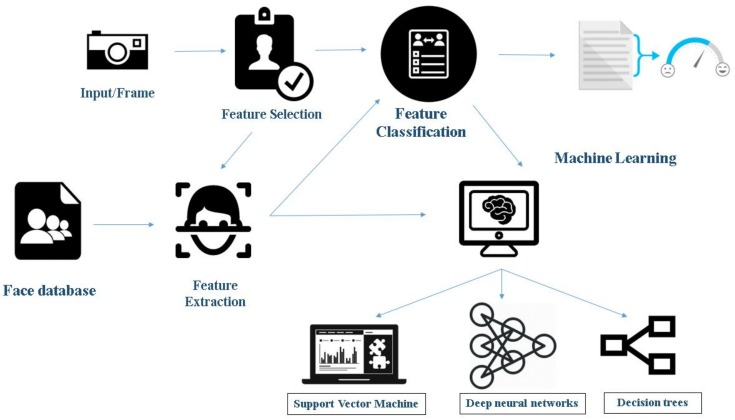 Input/Frame
Feature Selection
Feature
Classification
Machine Learning
Face database
Feature
Extraction
Support Vector Machine
Deep neural networks
Decision trees